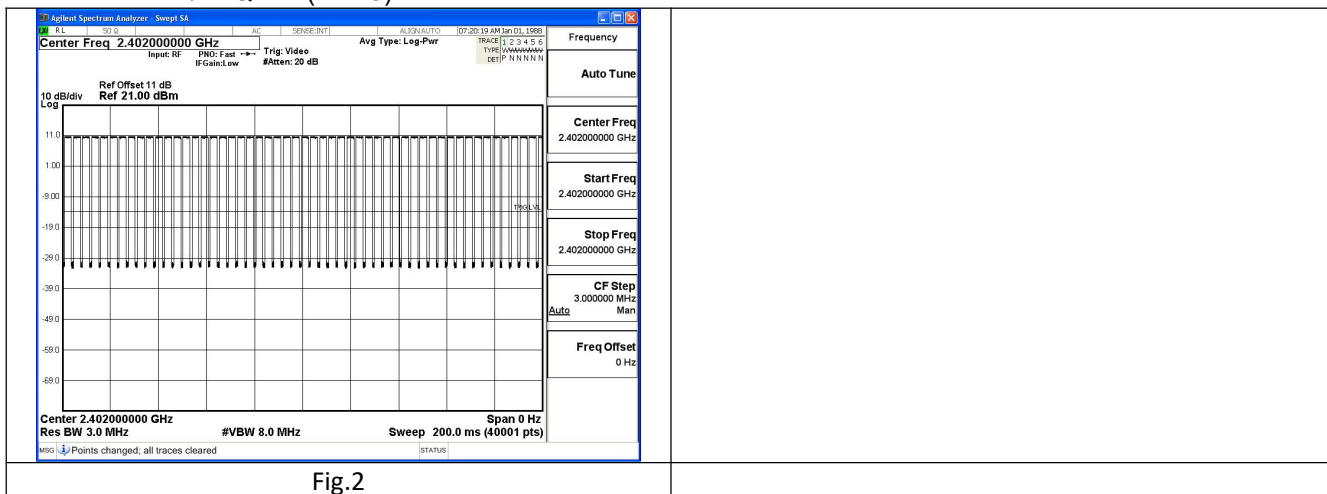 Agilent Spectrum Analyzer - Swept SA
RL 50 Ω AC SENSE:INT ALIGNAUTO 07:20:19 AM Jan 01, 1988
Center Freq 2.402000000 GHz
Input: RF PNO: Fast
IFGain:Low
Trig: Video
#Atten: 20 dB
Avg Type: Log-Pwr
TRACE 1 2 3 4 5 6
TYPE
DET P N N N N N
Ref Offset 11 dB
10 dB/div Ref 21.00 dBm
Log
11.0
1.00
-9.00
TRIG LVL
-19.0
-29.0
-39.0
-49.0
-59.0
-69.0
Center 2.402000000 GHz Span 0 Hz
Res BW 3.0 MHz #VBW 8.0 MHz Sweep 200.0 ms (40001 pts)
MSG Points changed; all traces cleared STATUS
Frequency
Auto Tune
Center Freq
2.402000000 GHz
Start Freq
2.402000000 GHz
Stop Freq
2.402000000 GHz
CF Step
3.000000 MHz
Auto Man
Freq Offset
0 Hz
Fig.2